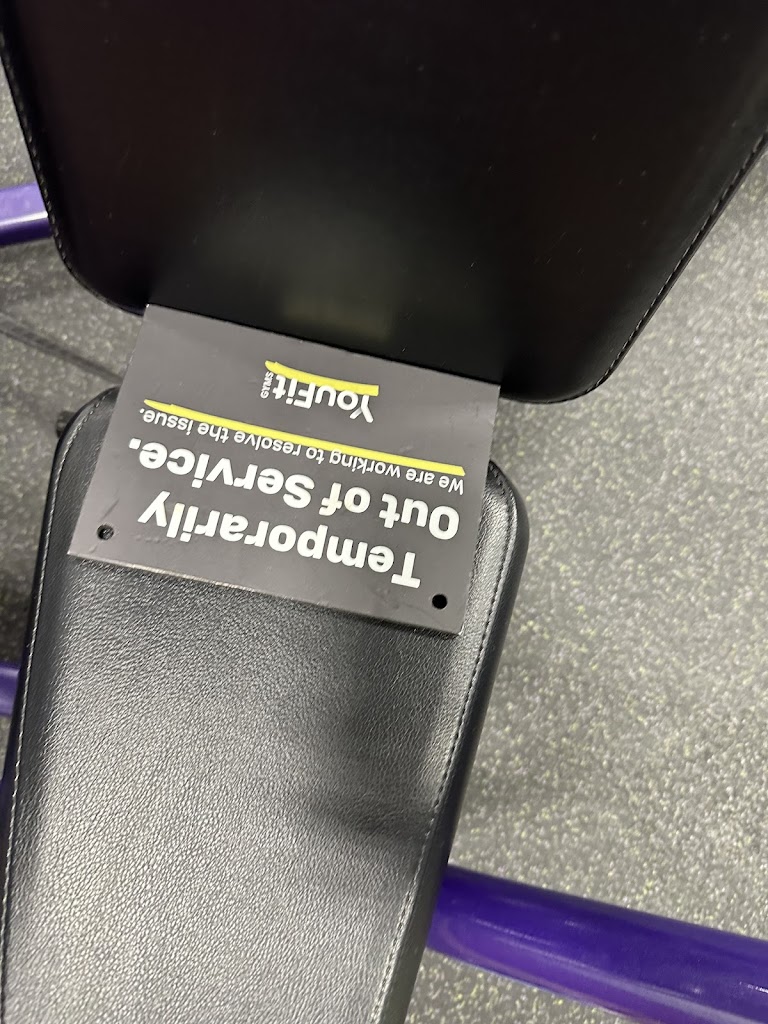 Temporarily
Out of Service.
We are working to resolve the issue.
YouFit
GYMS